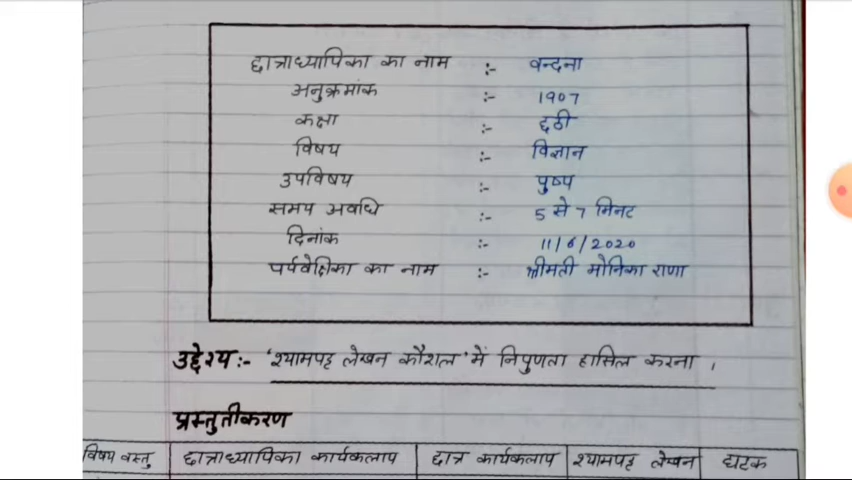 छात्राध्यापिका का नाम :- वन्दना
अनुक्रमांक :- 1907
कक्षा :- छठी
विषय :- विज्ञान
उपविषय :- पुष्प
समय अवधि :- 5 से 7 मिनट
दिनांक :- 11/6/2020
पर्यवेक्षिका का नाम :- श्रीमती मोनिका राणा
उद्देश्य :- 'श्यामपट्ट लेखन कौशल' में निपुणता हासिल करना ।
प्रस्तुतीकरण
विषय वस्तु छात्राध्यापिका कार्यकलाप छात्र कार्यकलाप श्यामपट्ट लेखन घटक